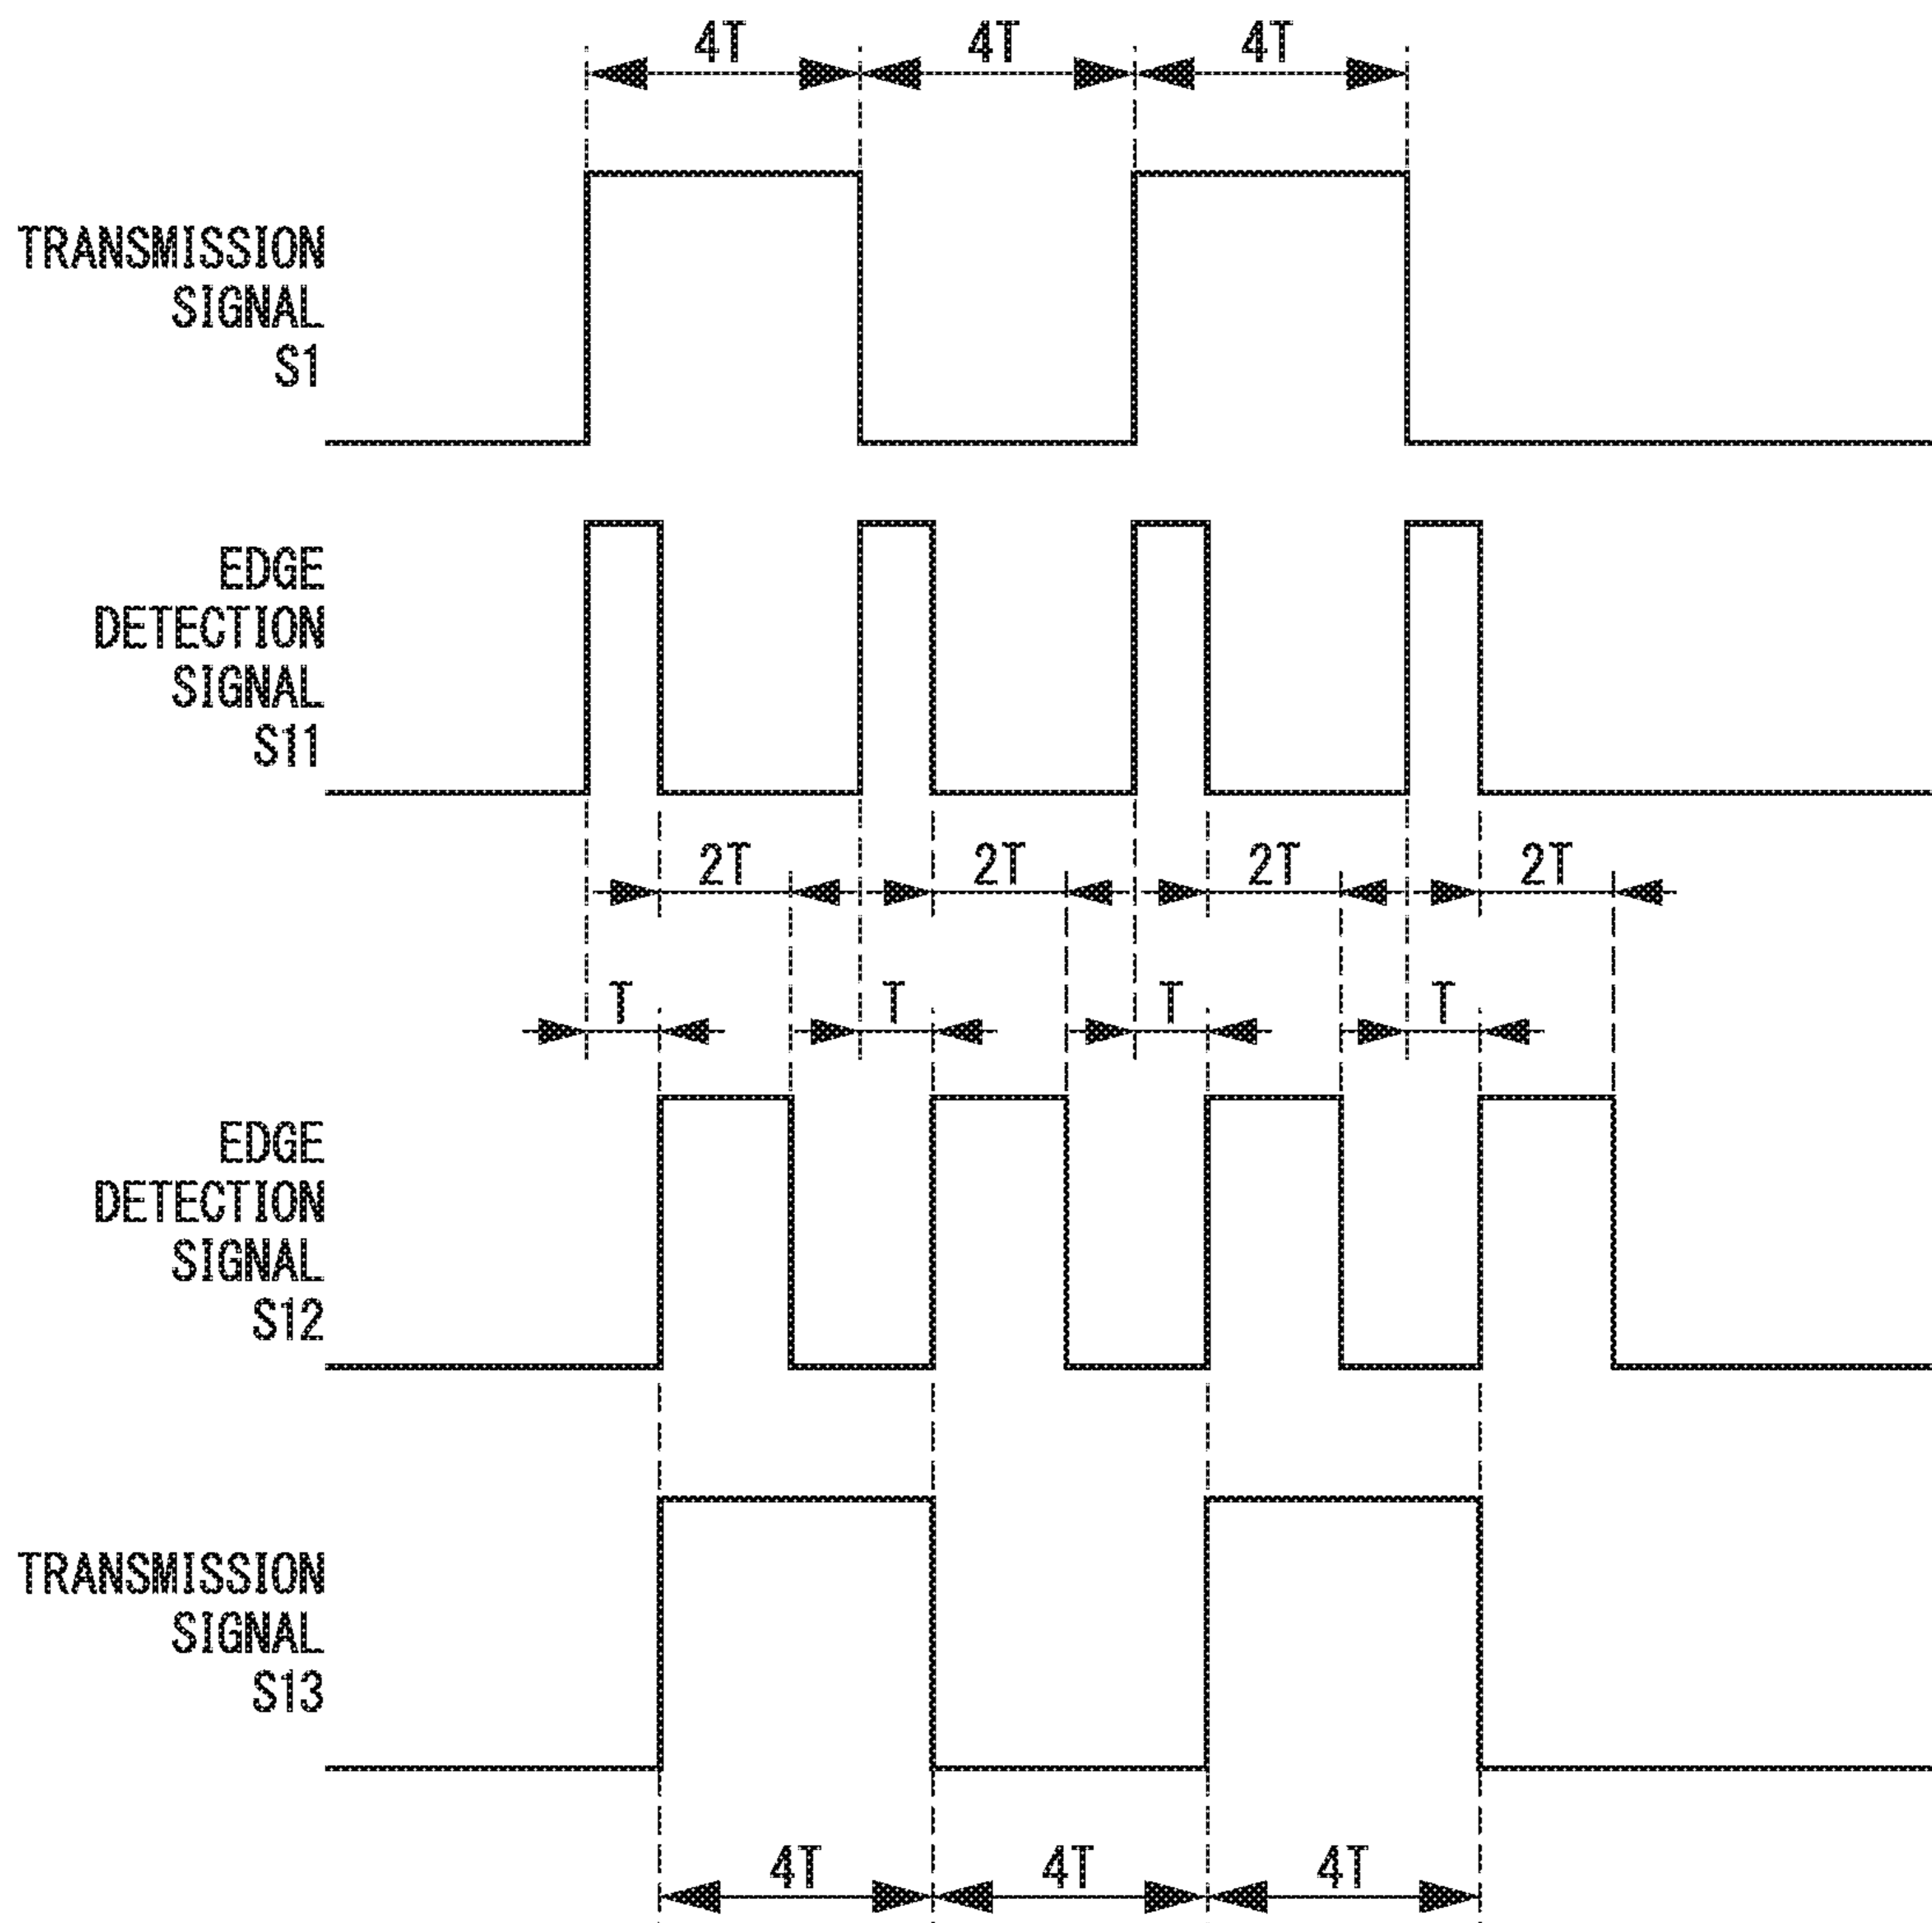 4T 4T 4T
TRANSMISSION
SIGNAL
S1
EDGE
DETECTION
SIGNAL
S11
2T 2T 2T 2T
T T T T
EDGE
DETECTION
SIGNAL
S12
TRANSMISSION
SIGNAL
S13
4T 4T 4T